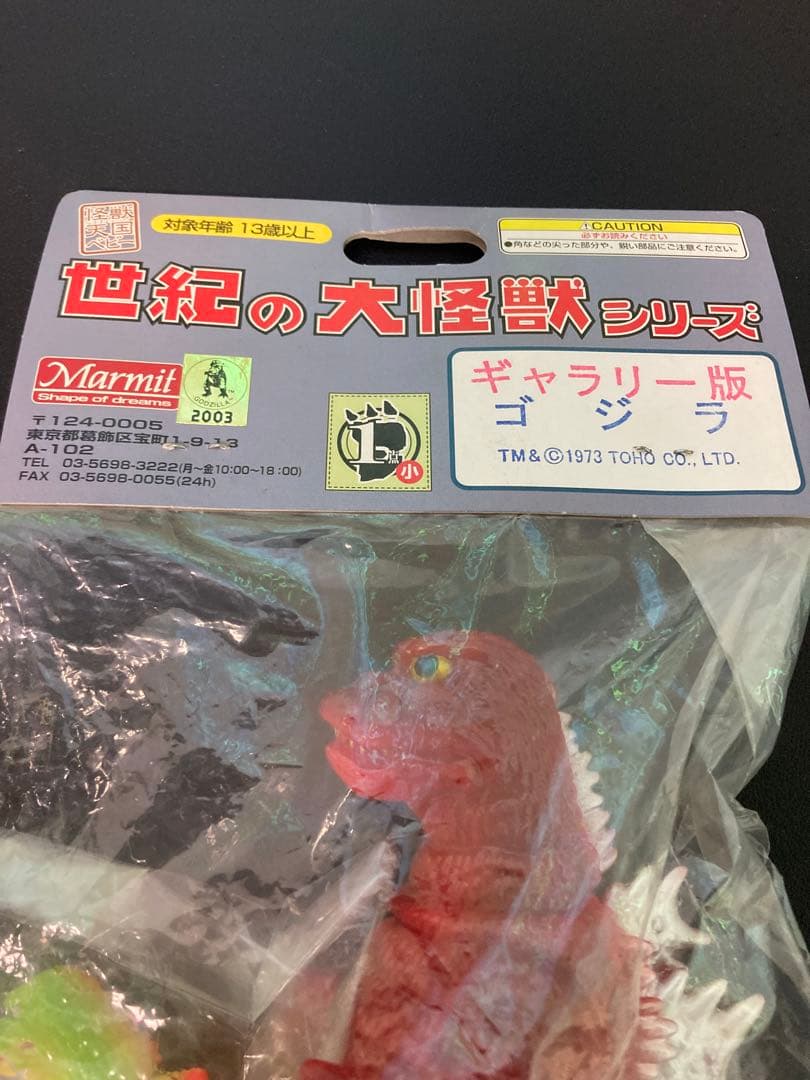 怪獣
天国
ベビー
対象年齢 13歳以上
⚠CAUTION
必ずお読みください
●角などの尖った部分や、鋭い部品にご注意ください。
世紀の大怪獣シリーズ
Marmit
Shape of dreams
GODZILLA™
2003
〒124-0005
東京都葛飾区宝町1-9-13
A-102
TEL 03-5698-3222(月~金10:00~18:00)
FAX 03-5698-0055(24h)
1点
小
ギャラリー版
ゴジラ
TM&©1973 TOHO CO., LTD.